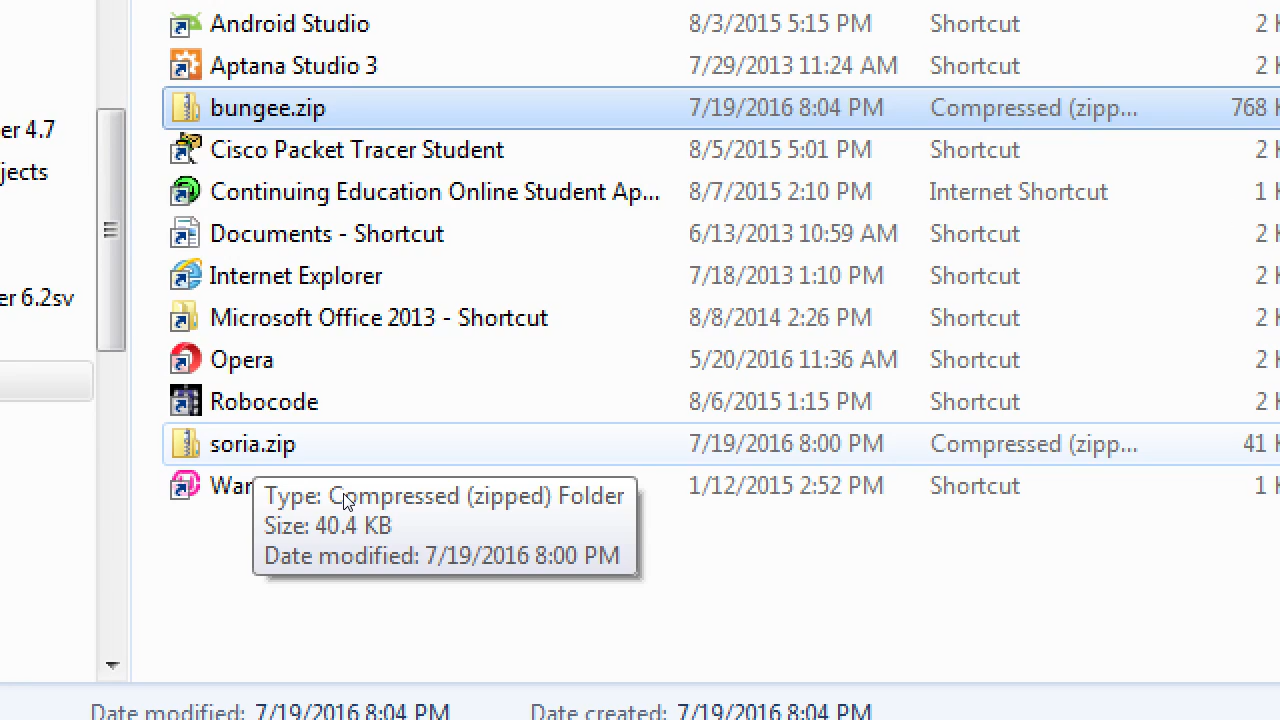 Android Studio 8/3/2015 5:15 PM Shortcut 2 K
Aptana Studio 3 7/29/2013 11:24 AM Shortcut 2 K
bungee.zip 7/19/2016 8:04 PM Compressed (zipp... 768 K
er 4.7
Cisco Packet Tracer Student 8/5/2015 5:01 PM Shortcut 2 K
jects
Continuing Education Online Student Ap... 8/7/2015 2:10 PM Internet Shortcut 1 K
Documents - Shortcut 6/13/2013 10:59 AM Shortcut 2 K
Internet Explorer 7/18/2013 1:10 PM Shortcut 2 K
er 6.2sv
Microsoft Office 2013 - Shortcut 8/8/2014 2:26 PM Shortcut 2 K
Opera 5/20/2016 11:36 AM Shortcut 2 K
Robocode 8/6/2015 1:15 PM Shortcut 2 K
soria.zip 7/19/2016 8:00 PM Compressed (zipp... 41 K
War 1/12/2015 2:52 PM Shortcut 1 K
Type: Compressed (zipped) Folder
Size: 40.4 KB
Date modified: 7/19/2016 8:00 PM
Date modified: 7/19/2016 8:04 PM Date created: 7/19/2016 8:04 PM